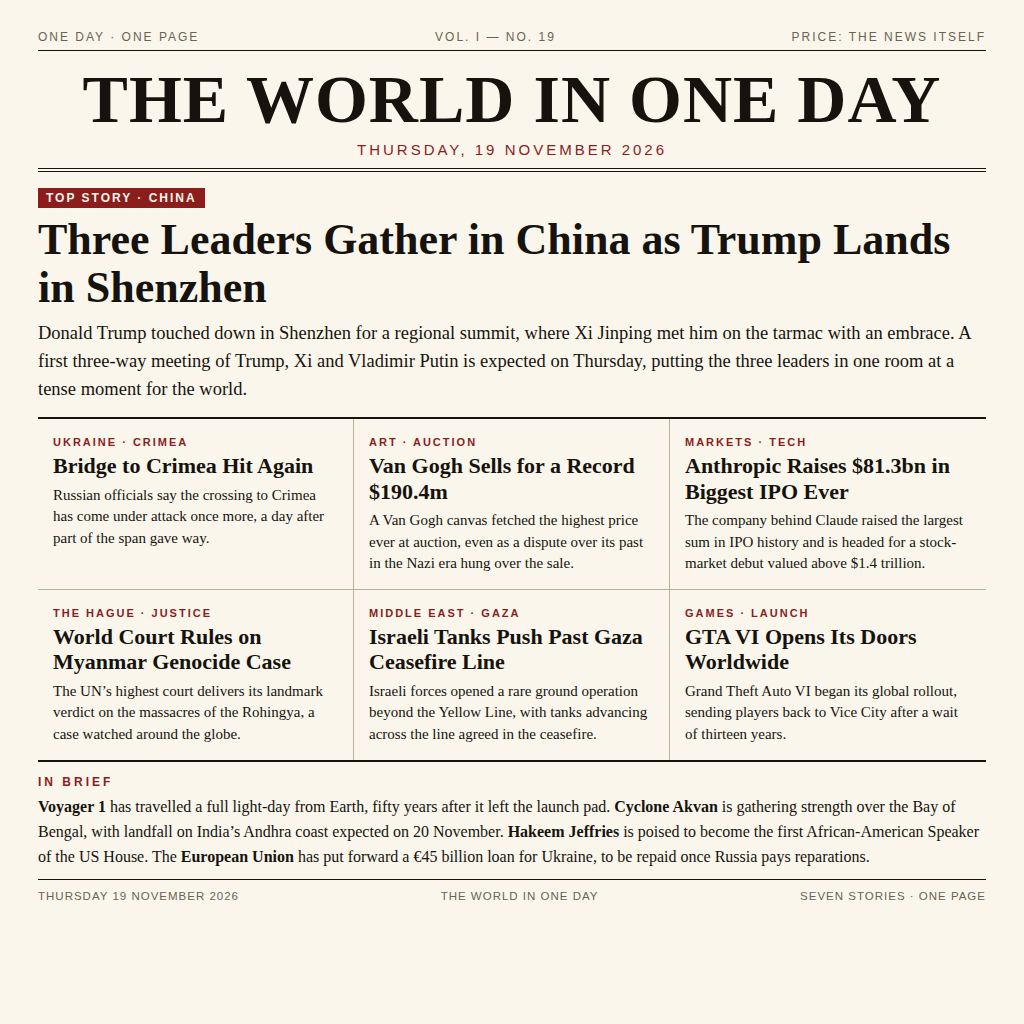 ONE DAY · ONE PAGE
VOL. I — NO. 19
PRICE: THE NEWS ITSELF
THE WORLD IN ONE DAY
THURSDAY, 19 NOVEMBER 2026
TOP STORY · CHINA
Three Leaders Gather in China as Trump Lands
in Shenzhen
Donald Trump touched down in Shenzhen for a regional summit, where Xi Jinping met him on the tarmac with an embrace. A
first three-way meeting of Trump, Xi and Vladimir Putin is expected on Thursday, putting the three leaders in one room at a
tense moment for the world.
UKRAINE · CRIMEA
Bridge to Crimea Hit Again
Russian officials say the crossing to Crimea
has come under attack once more, a day after
part of the span gave way.
ART · AUCTION
Van Gogh Sells for a Record
$190.4m
A Van Gogh canvas fetched the highest price
ever at auction, even as a dispute over its past
in the Nazi era hung over the sale.
MARKETS · TECH
Anthropic Raises $81.3bn in
Biggest IPO Ever
The company behind Claude raised the largest
sum in IPO history and is headed for a stock-
market debut valued above $1.4 trillion.
THE HAGUE · JUSTICE
World Court Rules on
Myanmar Genocide Case
The UN’s highest court delivers its landmark
verdict on the massacres of the Rohingya, a
case watched around the globe.
MIDDLE EAST · GAZA
Israeli Tanks Push Past Gaza
Ceasefire Line
Israeli forces opened a rare ground operation
beyond the Yellow Line, with tanks advancing
across the line agreed in the ceasefire.
GAMES · LAUNCH
GTA VI Opens Its Doors
Worldwide
Grand Theft Auto VI began its global rollout,
sending players back to Vice City after a wait
of thirteen years.
IN BRIEF
Voyager 1 has travelled a full light-day from Earth, fifty years after it left the launch pad. Cyclone Akvan is gathering strength over the Bay of
Bengal, with landfall on India’s Andhra coast expected on 20 November. Hakeem Jeffries is poised to become the first African-American Speaker
of the US House. The European Union has put forward a €45 billion loan for Ukraine, to be repaid once Russia pays reparations.
THURSDAY 19 NOVEMBER 2026
THE WORLD IN ONE DAY
SEVEN STORIES · ONE PAGE